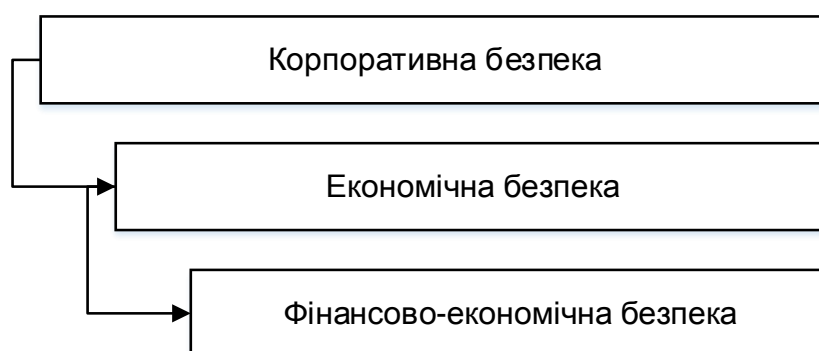 Корпоративна безпека
Економічна безпека
Фінансово-економічна безпека